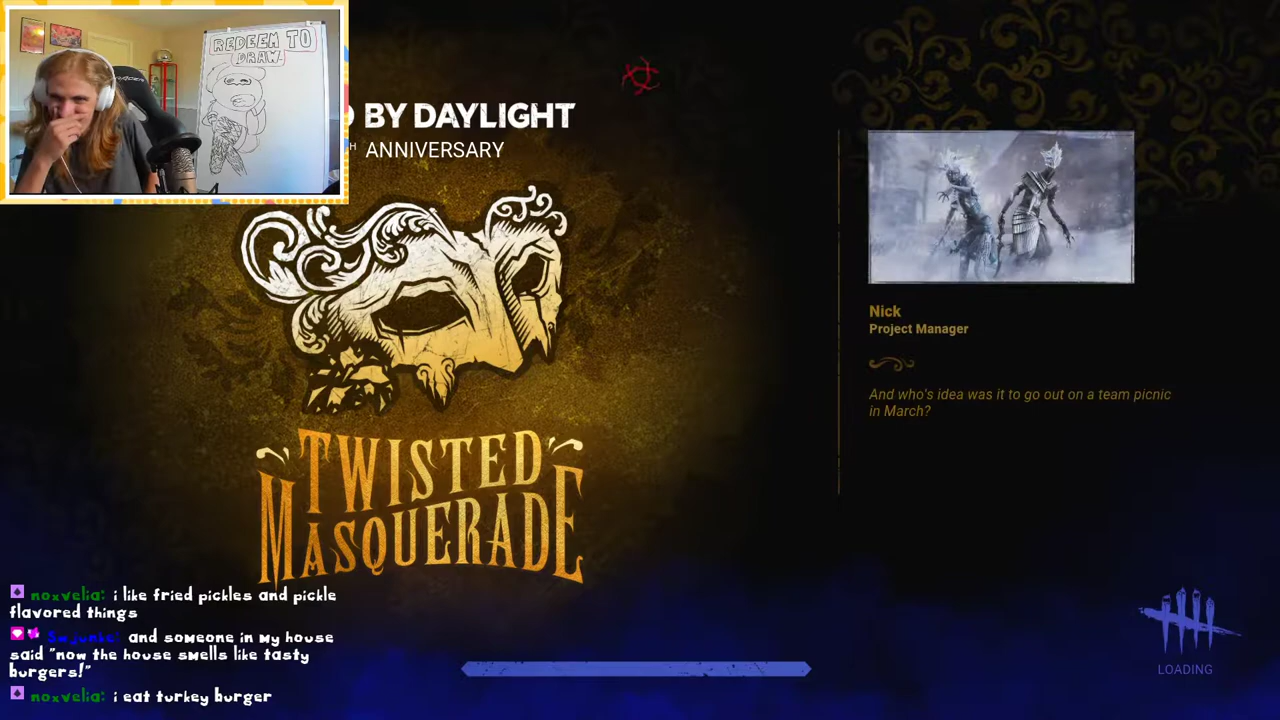 REDEEM TO
DRAW-
D BY DAYLIGHT
TH ANNIVERSARY
TWISTED
MASQUERADE
Nick
Project Manager
And who's idea was it to go out on a team picnic
in March?
noxvelia: i like fried pickles and pickle
flavored things
and someone in my house
said "now the house smells like tasty
burgers!"
noxvelia: i eat turkey burger
LOADING